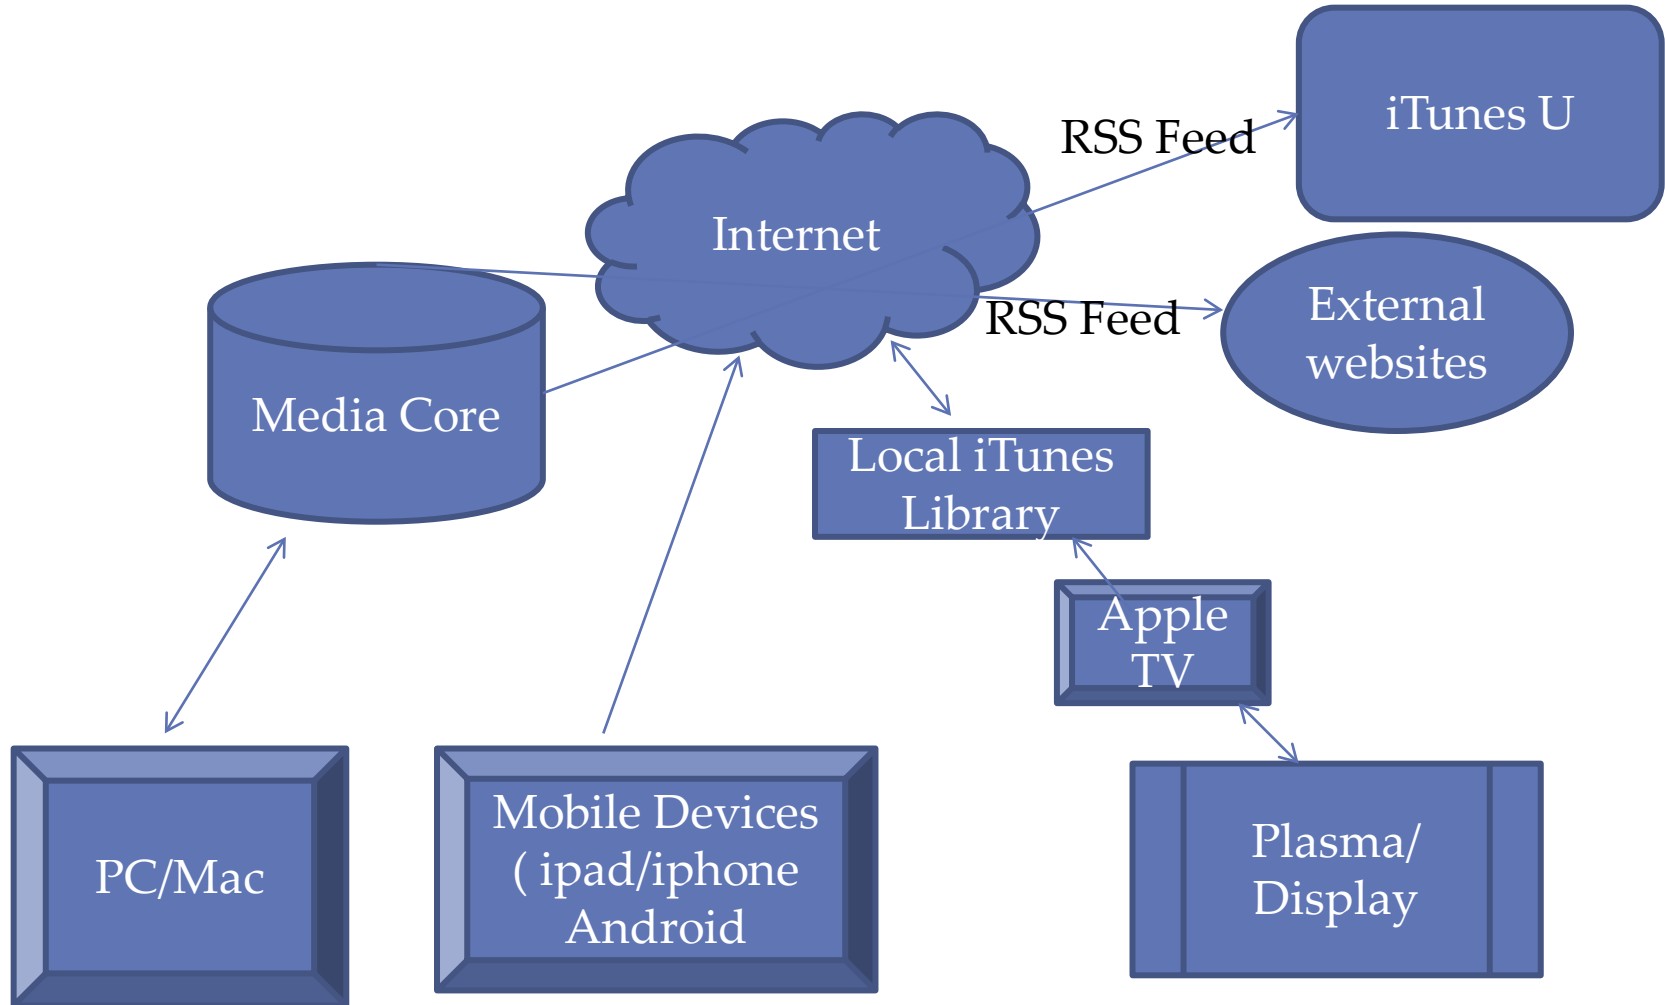 iTunes U
RSS Feed
Internet
External
websites
RSS Feed
Media Core
Local iTunes
Library
Apple
TV
Mobile Devices
( ipad/iphone
Android
PC/Mac
Plasma/
Display